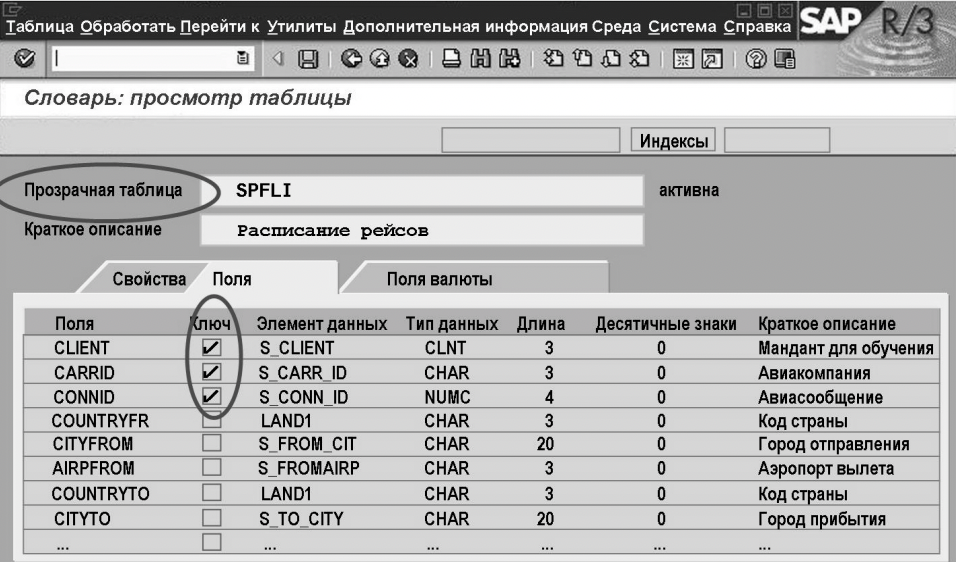 Таблица Обработать Перейти к Утилиты Дополнительная информация Среда Система Справка SAP R/3
Словарь: просмотр таблицы
Индексы
Прозрачная таблица SPFLI активна
Краткое описание Расписание рейсов
Свойства Поля Поля валюты
Поля Ключ Элемент данных Тип данных Длина Десятичные знаки Краткое описание
CLIENT S_CLIENT CLNT 3 0 Мандант для обучения
CARRID S_CARR_ID CHAR 3 0 Авиакомпания
CONNID S_CONN_ID NUMC 4 0 Авиасообщение
COUNTRYFR LAND1 CHAR 3 0 Код страны
CITYFROM S_FROM_CIT CHAR 20 0 Город отправления
AIRPFROM S_FROMAIRP CHAR 3 0 Аэропорт вылета
COUNTRYTO LAND1 CHAR 3 0 Код страны
CITYTO S_TO_CITY CHAR 20 0 Город прибытия
... ... ... ... ... ...